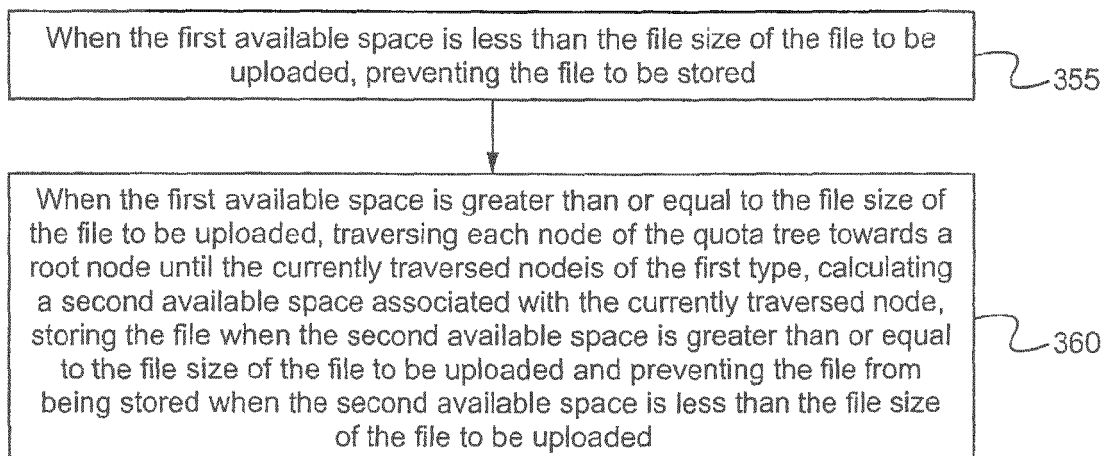 When the first available space is less than the file size of the file to be
uploaded, preventing the file to be stored
355
When the first available space is greater than or equal to the file size of
the file to be uploaded, traversing each node of the quota tree towards a
root node until the currently traversed nodeis of the first type, calculating
a second available space associated with the currently traversed node,
storing the file when the second available space is greater than or equal
to the file size of the file to be uploaded and preventing the file from
being stored when the second available space is less than the file size
of the file to be uploaded
360